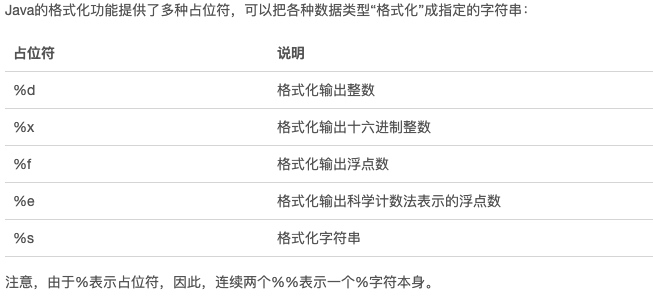 Java的格式化功能提供了多种占位符，可以把各种数据类型“格式化”成指定的字符串：
占位符 说明
%d 格式化输出整数
%x 格式化输出十六进制整数
%f 格式化输出浮点数
%e 格式化输出科学计数法表示的浮点数
%s 格式化字符串
注意，由于%表示占位符，因此，连续两个%%表示一个%字符本身。